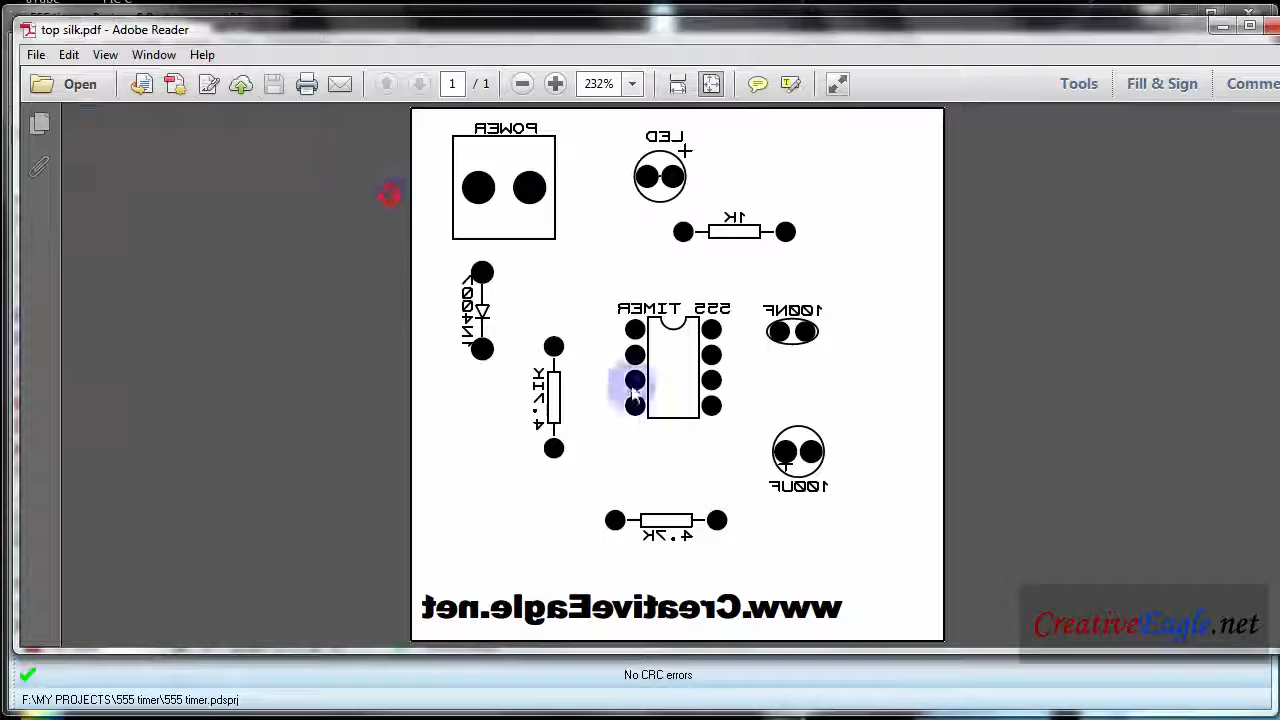 top silk.pdf - Adobe Reader
File Edit View Window Help
Open 1 / 1 232% Tools Fill & Sign Comme
POWER
LED
+
1K
1N4007
555 TIMER
100NF
4.7K
+
100UF
4.7K
www.CreativeEagle.net
CreativeEagle.net
No CRC errors
F:\MY PROJECTS\555 timer\555 timer.pdsprj